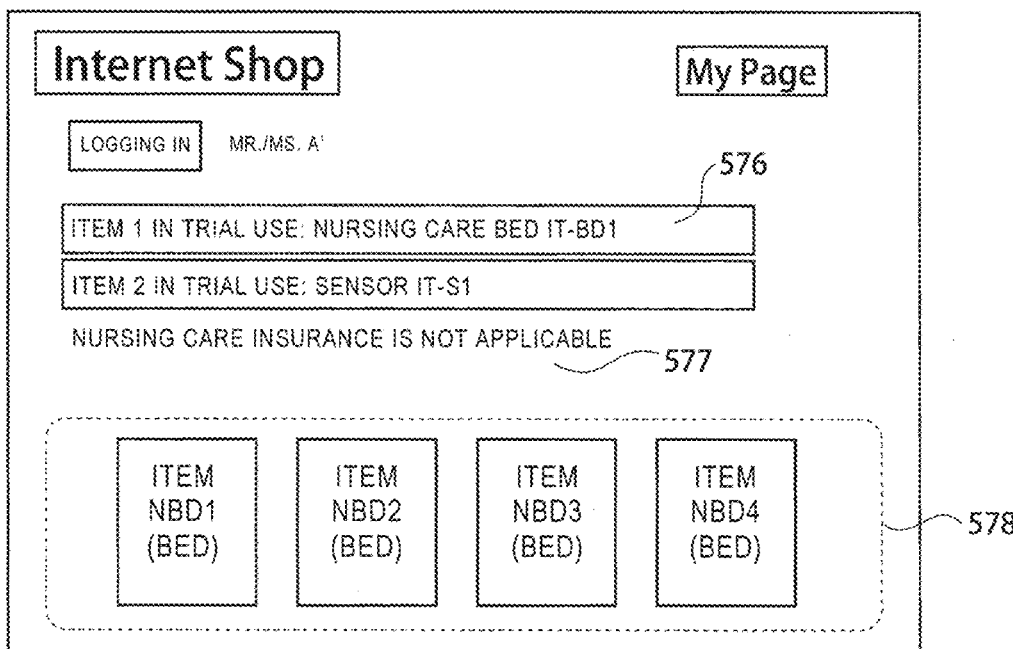 Internet Shop
My Page
LOGGING IN MR./MS. A'
576
ITEM 1 IN TRIAL USE: NURSING CARE BED IT-BD1
ITEM 2 IN TRIAL USE: SENSOR IT-S1
NURSING CARE INSURANCE IS NOT APPLICABLE
577
ITEM NBD1 (BED)
ITEM NBD2 (BED)
ITEM NBD3 (BED)
ITEM NBD4 (BED)
578